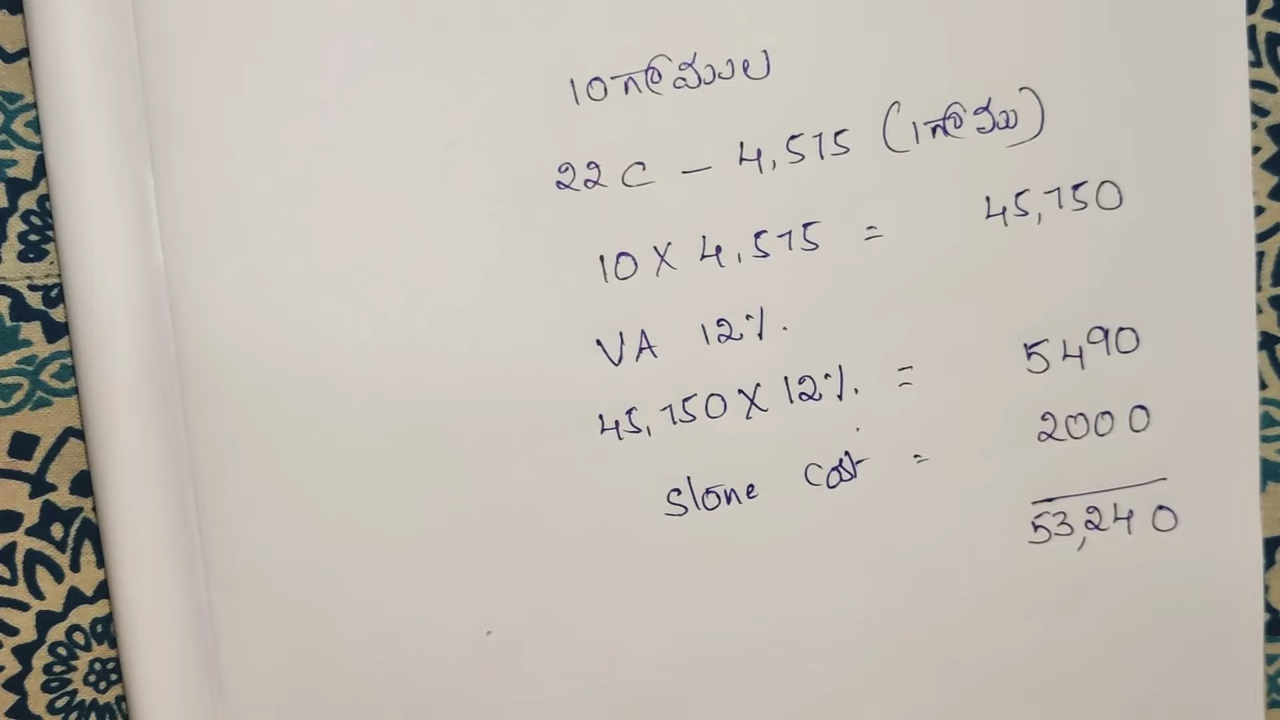 10 గ్రాముల
22 C - 4,575 (1 గ్రాము)
10 X 4,575 = 45,750
VA 12%.
45,750 X 12%. = 5490
Stone cost = 2000
53,240